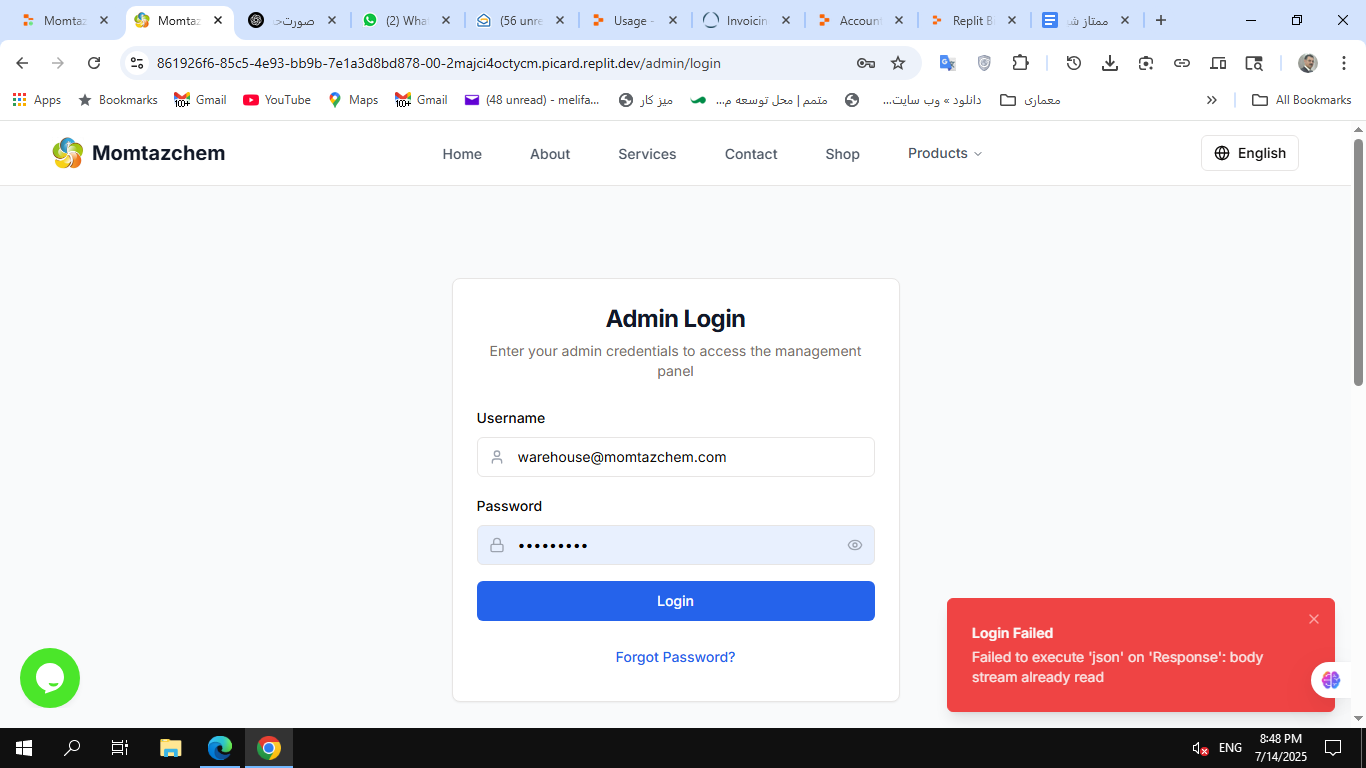 Momtaz
Momtaz
صورت‌حـ
(2) What
(56 unre
Usage -
Invoicin
Account
Replit B
ممتاز شیـ
861926f6-85c5-4e93-bb9b-7e1a3d8bd878-00-2majci4octycm.picard.replit.dev/admin/login
Apps
Bookmarks
Gmail
YouTube
Maps
Gmail
(48 unread) - melifa...
میز کار
متمم | محل توسعه م...
دانلود » وب سایت...
معماری
»
All Bookmarks
Momtazchem
Home
About
Services
Contact
Shop
Products
English
Admin Login
Enter your admin credentials to access the management
panel
Username
warehouse@momtazchem.com
Password
•••••••••
Login
Forgot Password?
Login Failed
Failed to execute 'json' on 'Response': body
stream already read
ENG
8:48 PM
7/14/2025